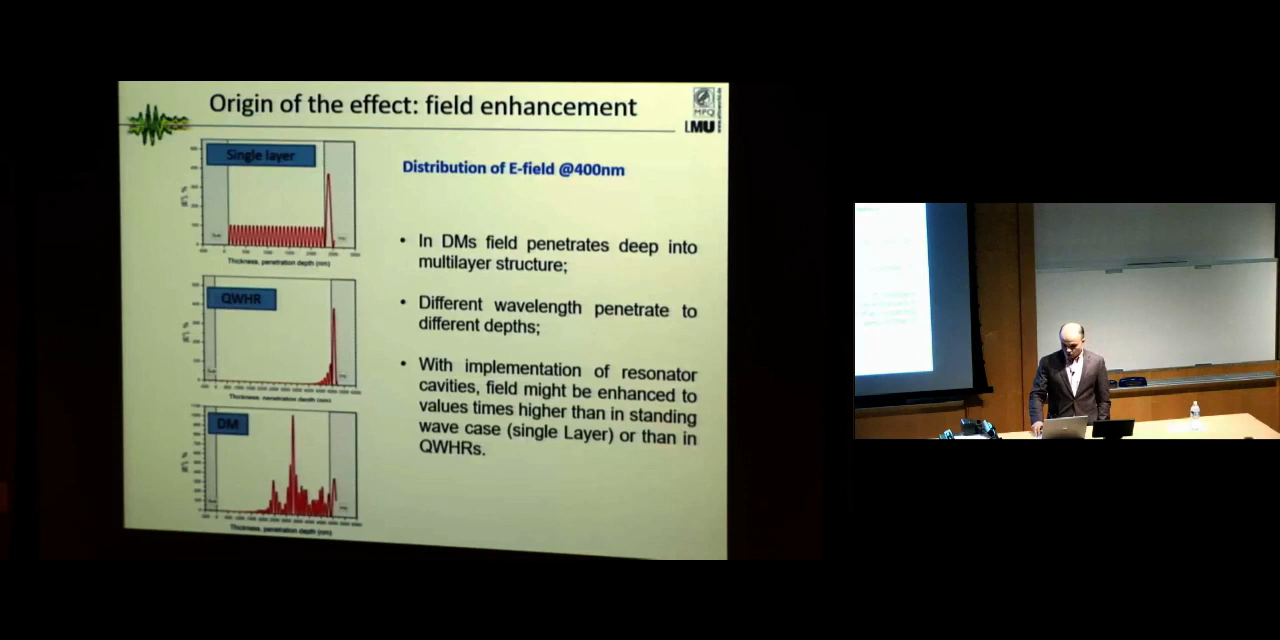 Origin of the effect: field enhancement
MPQ
LMU
Single layer
Thickness, penetration depth (nm)
QWHR
Thickness, penetration depth (nm)
DM
Thickness, penetration depth (nm)
Distribution of E-field @400nm
• In DMs field penetrates deep into
multilayer structure;
• Different wavelength penetrate to
different depths;
• With implementation of resonator
cavities, field might be enhanced to
values times higher than in standing
wave case (single Layer) or than in
QWHRs.